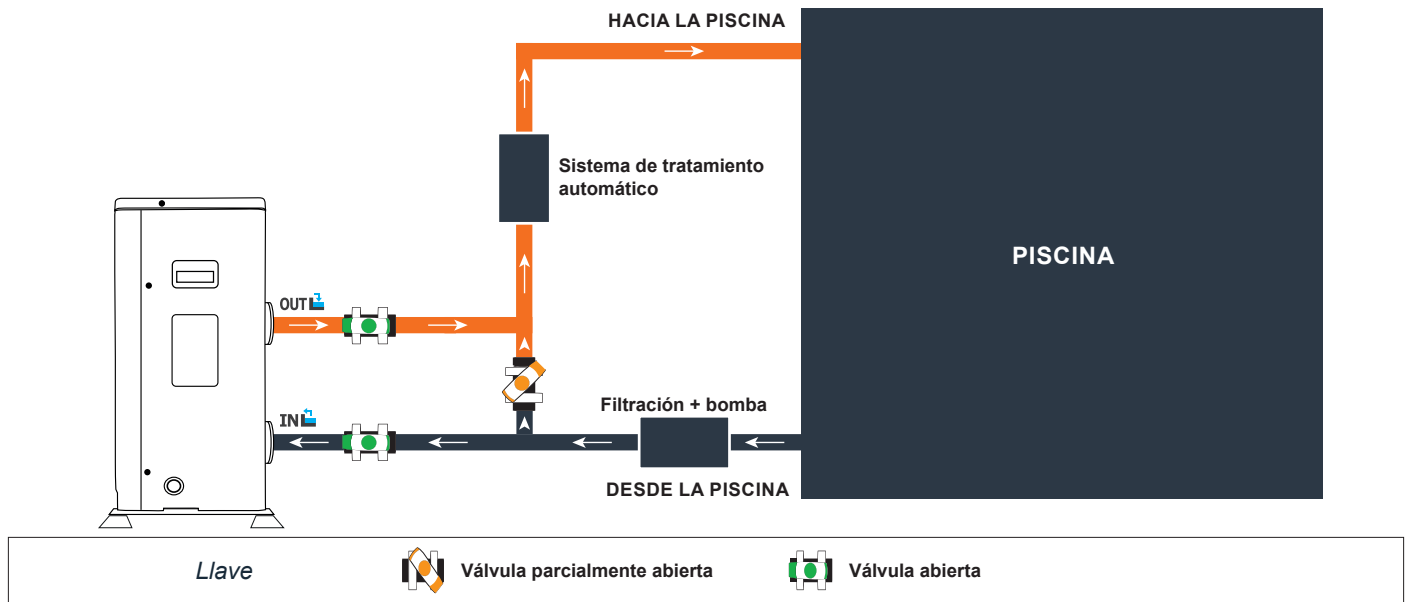 HACIA LA PISCINA
Sistema de tratamiento
automático
PISCINA
OUT
IN
Filtración + bomba
DESDE LA PISCINA
Llave
Válvula parcialmente abierta
Válvula abierta